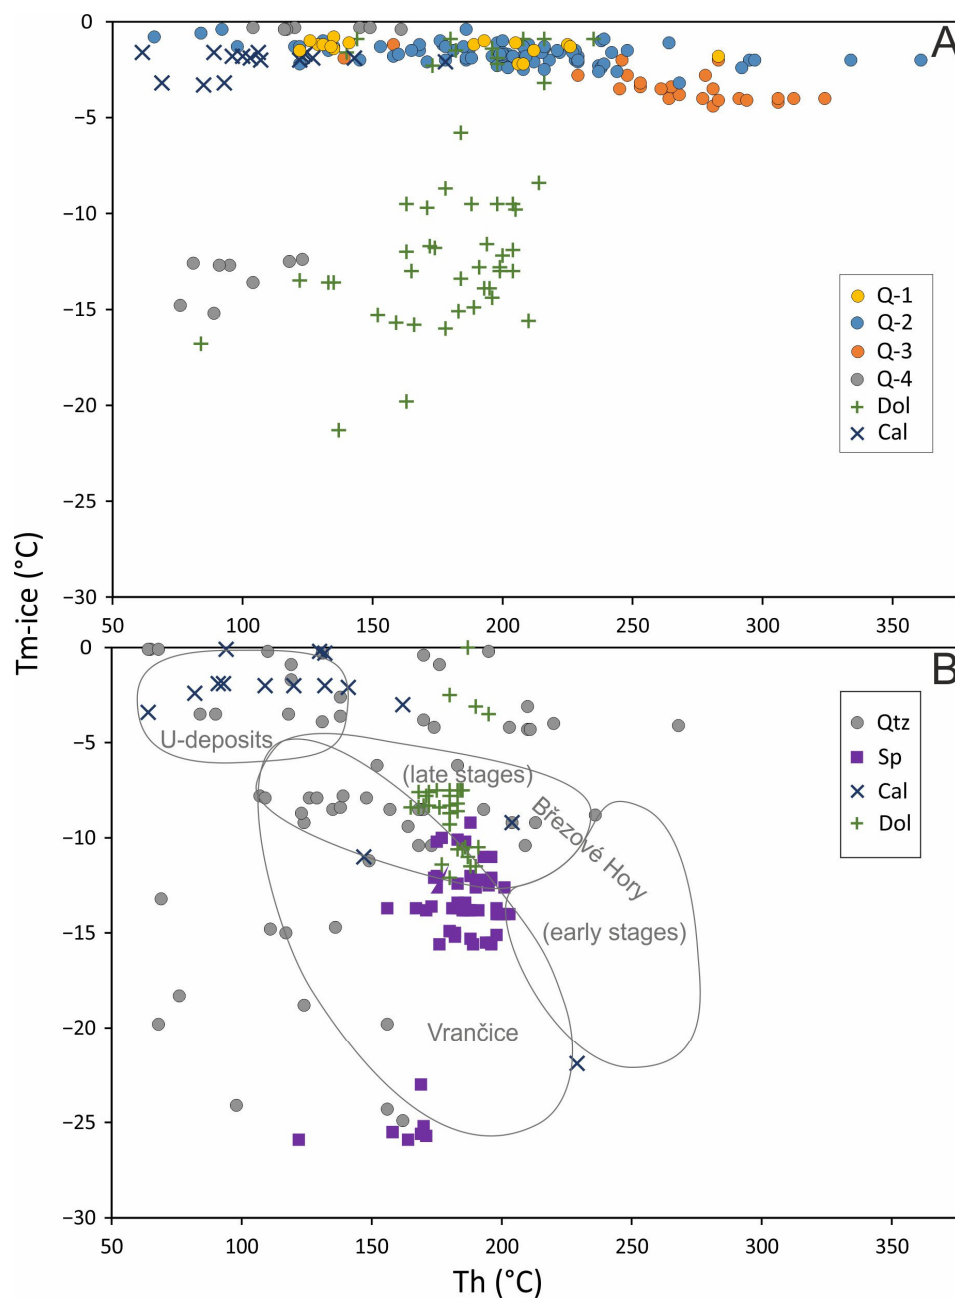 A
0
−5
−10
−15
−20
−25
−30
50 100 150 200 250 300 350
Q-1
Q-2
Q-3
Q-4
Dol
Cal
Tm-ice (°C)
B
0
−5
−10
−15
−20
−25
−30
U-deposits
(late stages)
Březové Hory
(early stages)
Vrančice
Qtz
Sp
Cal
Dol
50 100 150 200 250 300 350
Th (°C)